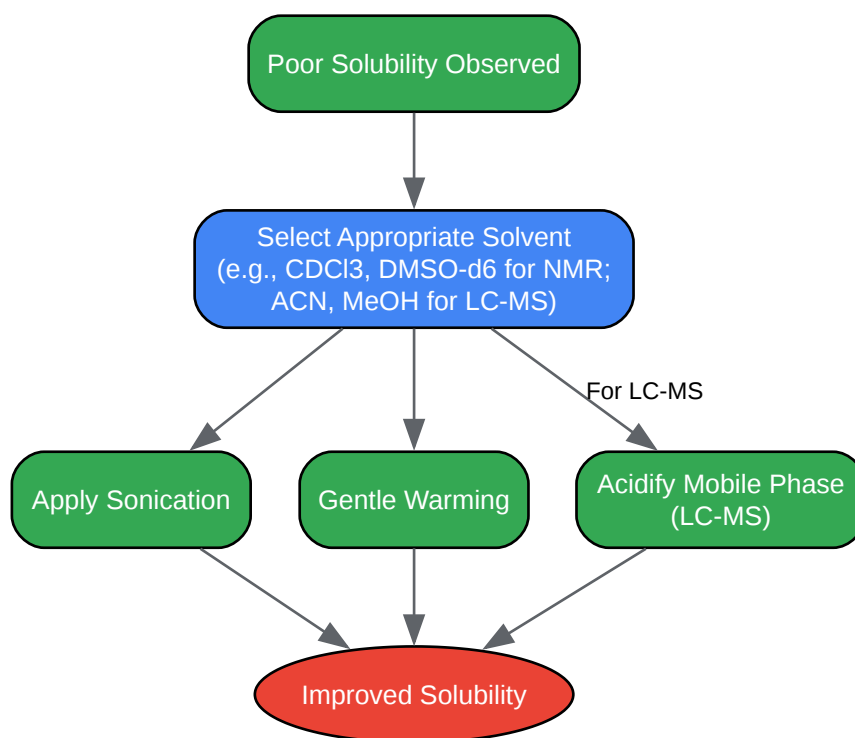 Poor Solubility Observed
Select Appropriate Solvent
(e.g., CDCl3, DMSO-d6 for NMR;
ACN, MeOH for LC-MS)
For LC-MS
Apply Sonication
Gentle Warming
Acidify Mobile Phase
(LC-MS)
Improved Solubility